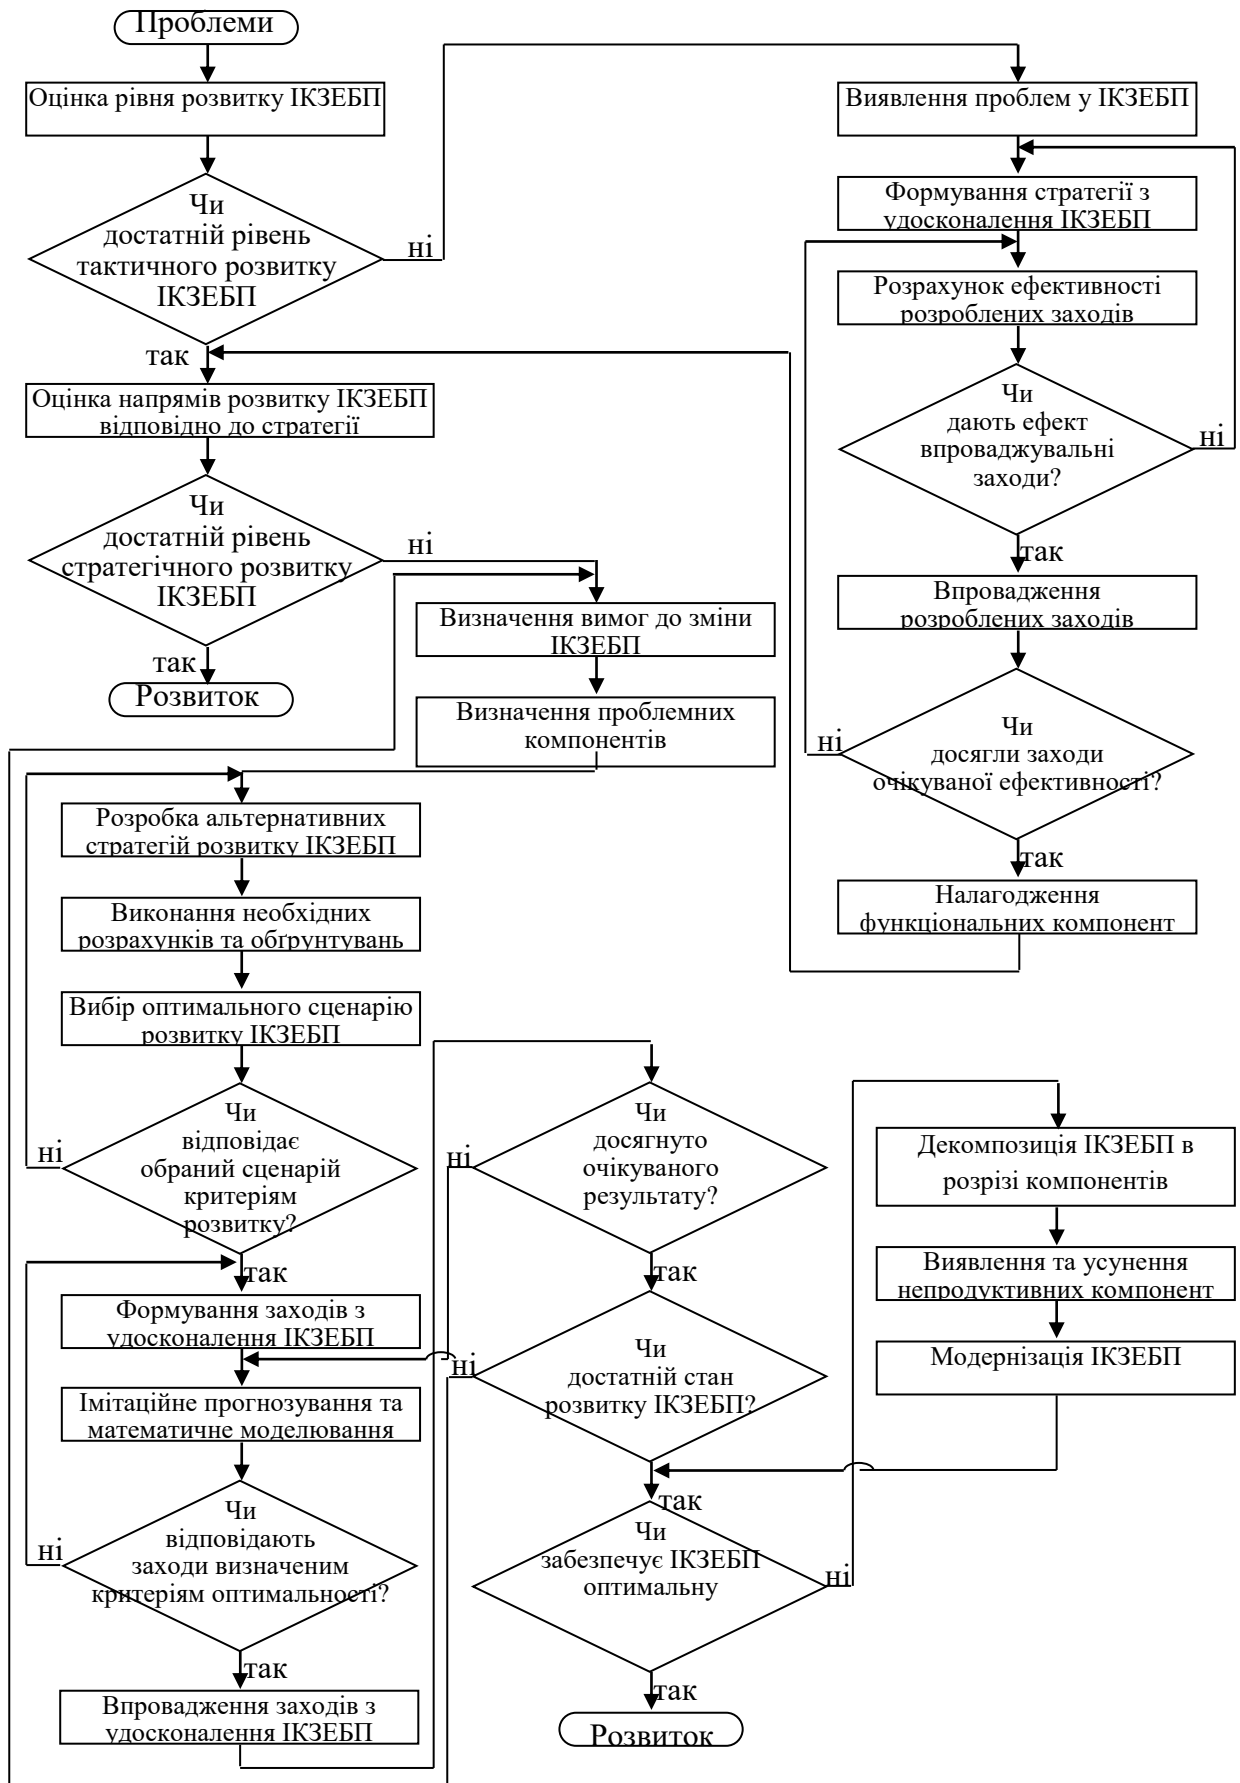 Проблеми
Оцінка рівня розвитку ІКЗЕБП
Чи
достатній рівень
тактичного розвитку
ІКЗЕБП
ні
так
Оцінка напрямів розвитку ІКЗЕБП
відповідно до стратегії
Чи
достатній рівень
стратегічного розвитку
ІКЗЕБП
ні
так
Розвиток
Виявлення проблем у ІКЗЕБП
Формування стратегії з
удосконалення ІКЗЕБП
Розрахунок ефективності
розроблених заходів
Чи
дають ефект
впроваджувальні
заходи?
ні
так
Впровадження
розроблених заходів
Чи
досягли заходи
очікуваної ефективності?
ні
так
Налагодження
функціональних компонент
Визначення вимог до зміни
ІКЗЕБП
Визначення проблемних
компонентів
Розробка альтернативних
стратегій розвитку ІКЗЕБП
Виконання необхідних
розрахунків та обґрунтувань
Вибір оптимального сценарію
розвитку ІКЗЕБП
Чи
відповідає
обраний сценарій
критеріям
розвитку?
ні
так
Формування заходів з
удосконалення ІКЗЕБП
Імітаційне прогнозування та
математичне моделювання
Чи
відповідають
заходи визначеним
критеріям оптимальності?
ні
так
Впровадження заходів з
удосконалення ІКЗЕБП
Чи
досягнуто
очікуваного
результату?
ні
так
Чи
достатній стан
розвитку ІКЗЕБП?
ні
так
Чи
забезпечує ІКЗЕБП
оптимальну
ні
так
Розвиток
Декомпозиція ІКЗЕБП в
розрізі компонентів
Виявлення та усунення
непродуктивних компонент
Модернізація ІКЗЕБП